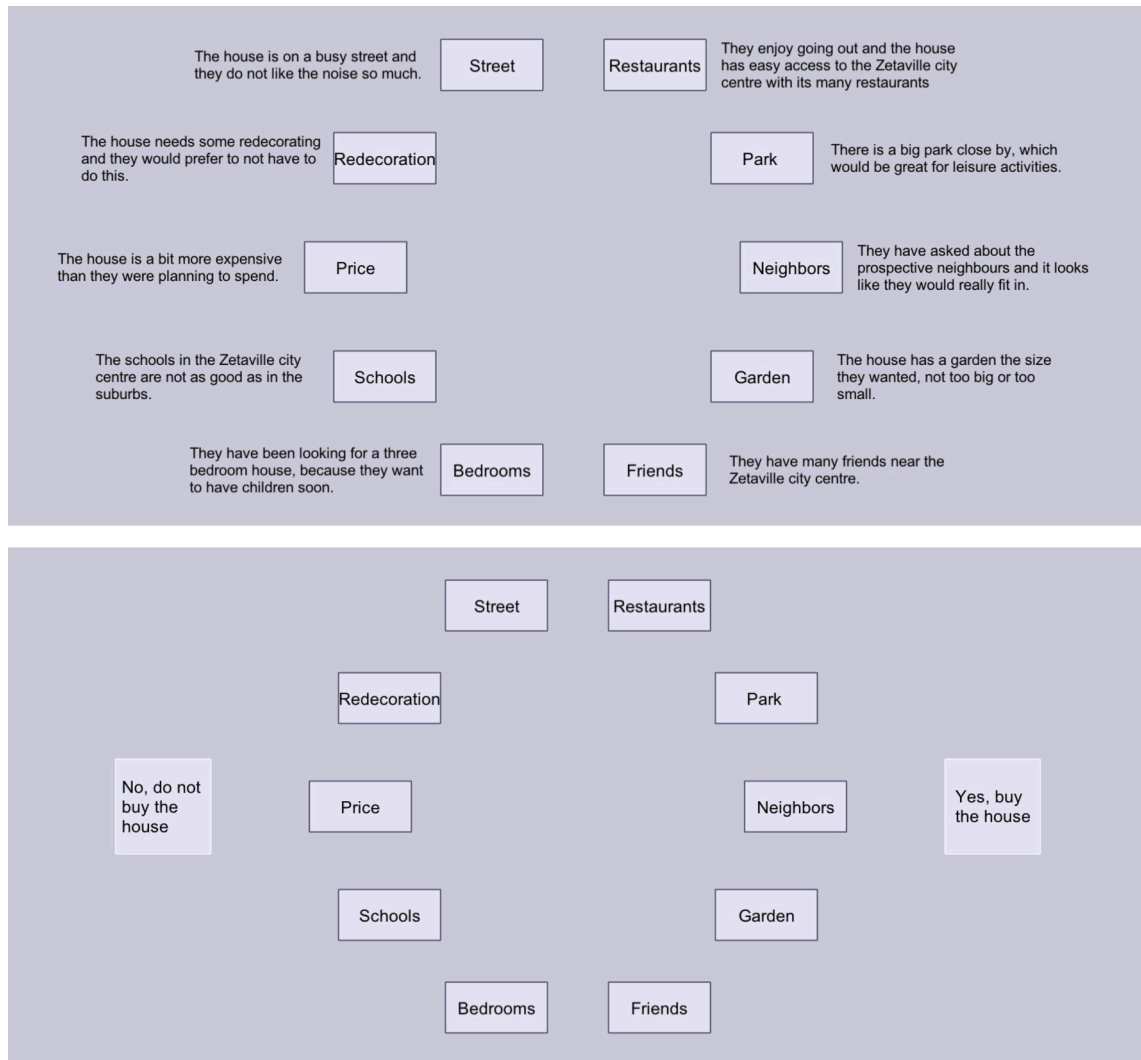 The house is on a busy street and
they do not like the noise so much.
Street
Restaurants
They enjoy going out and the house
has easy access to the Zetaville city
centre with its many restaurants
The house needs some redecorating
and they would prefer to not have to
do this.
Redecoration
Park
There is a big park close by, which
would be great for leisure activities.
The house is a bit more expensive
than they were planning to spend.
Price
Neighbors
They have asked about the
prospective neighbours and it looks
like they would really fit in.
The schools in the Zetaville city
centre are not as good as in the
suburbs.
Schools
Garden
The house has a garden the size
they wanted, not too big or too
small.
They have been looking for a three
bedroom house, because they want
to have children soon.
Bedrooms
Friends
They have many friends near the
Zetaville city centre.
Street
Restaurants
Redecoration
Park
No, do not
buy the
house
Price
Neighbors
Yes, buy
the house
Schools
Garden
Bedrooms
Friends